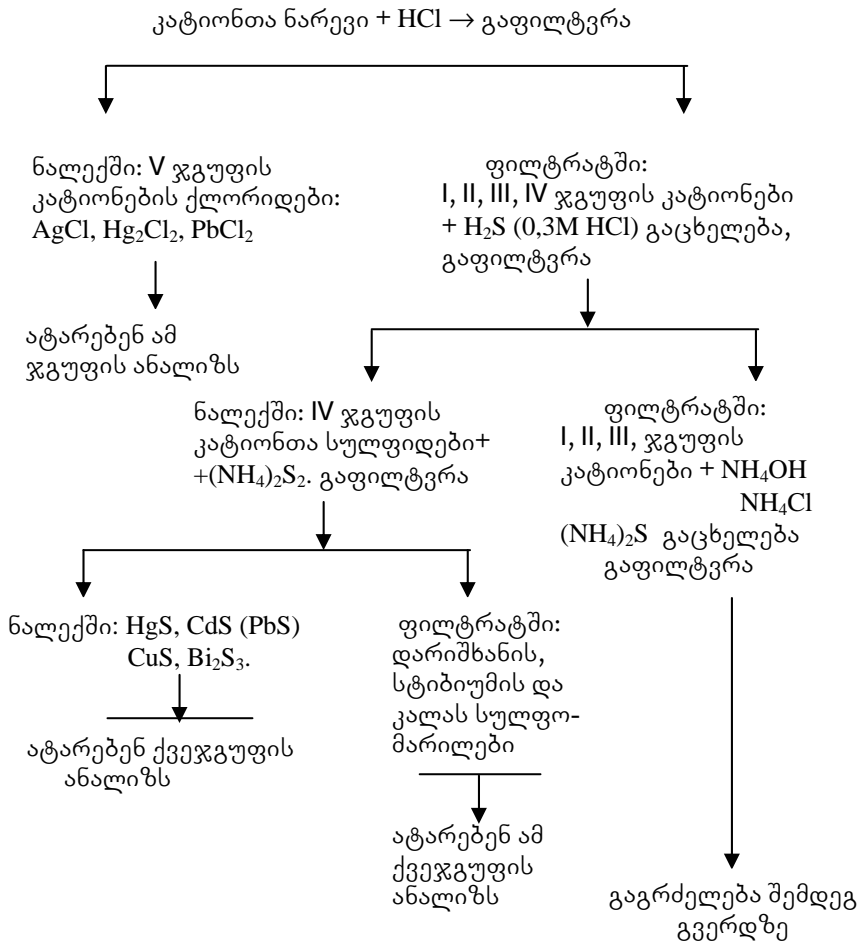 კატიონთა ნარევი + HCl → გაფილტვრა
ნალექში: V ჯგუფის
კატიონების ქლორიდები:
AgCl, Hg₂Cl₂, PbCl₂
ფილტრატში:
I, II, III, IV ჯგუფის კატიონები
+ H₂S (0,3M HCl) გაცხელება,
გაფილტვრა
ატარებენ ამ
ჯგუფის ანალიზს
ნალექში: IV ჯგუფის
კატიონთა სულფიდები+
+(NH₄)₂S₂. გაფილტვრა
ფილტრატში:
I, II, III, ჯგუფის
კატიონები + NH₄OH
NH₄Cl
(NH₄)₂S გაცხელება
გაფილტვრა
ნალექში: HgS, CdS (PbS)
CuS, Bi₂S₃.
ფილტრატში:
დარიშხანის,
სტიბიუმის და
კალას სულფო-
მარილები
ატარებენ ქვეჯგუფის
ანალიზს
ატარებენ ამ
ქვეჯგუფის
ანალიზს
გაგრძელება შემდეგ
გვერდზე